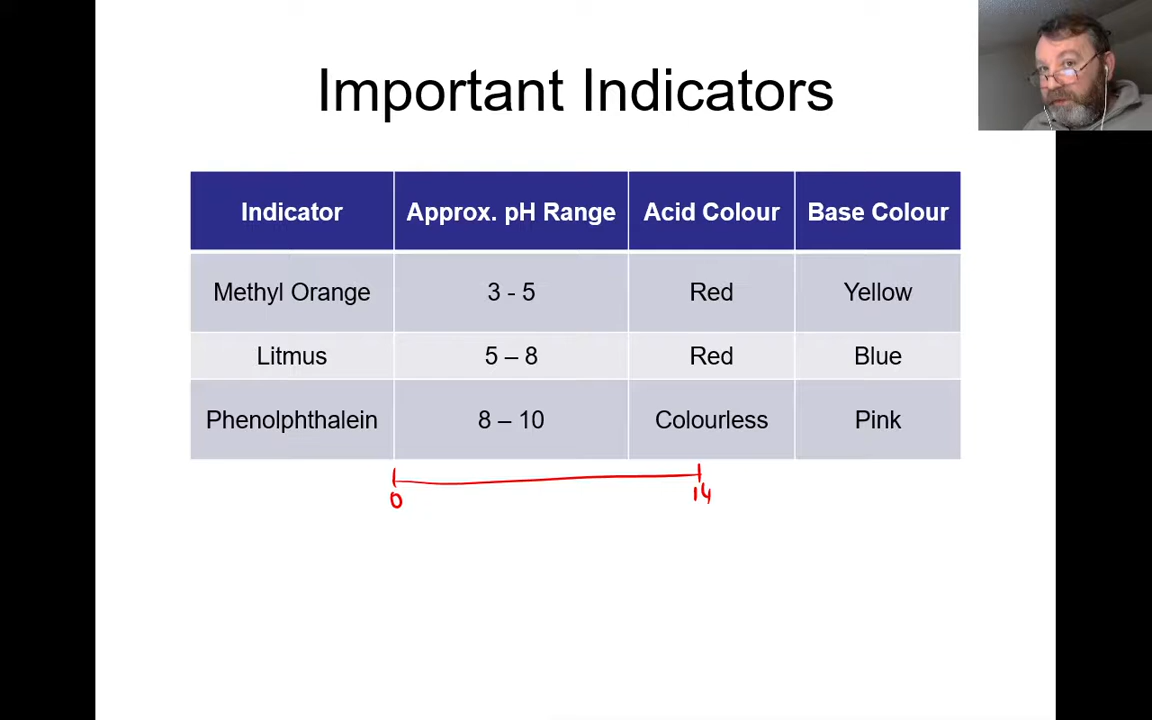 Important Indicators
Indicator Approx. pH Range Acid Colour Base Colour
Methyl Orange 3 - 5 Red Yellow
Litmus 5 – 8 Red Blue
Phenolphthalein 8 – 10 Colourless Pink
0 14